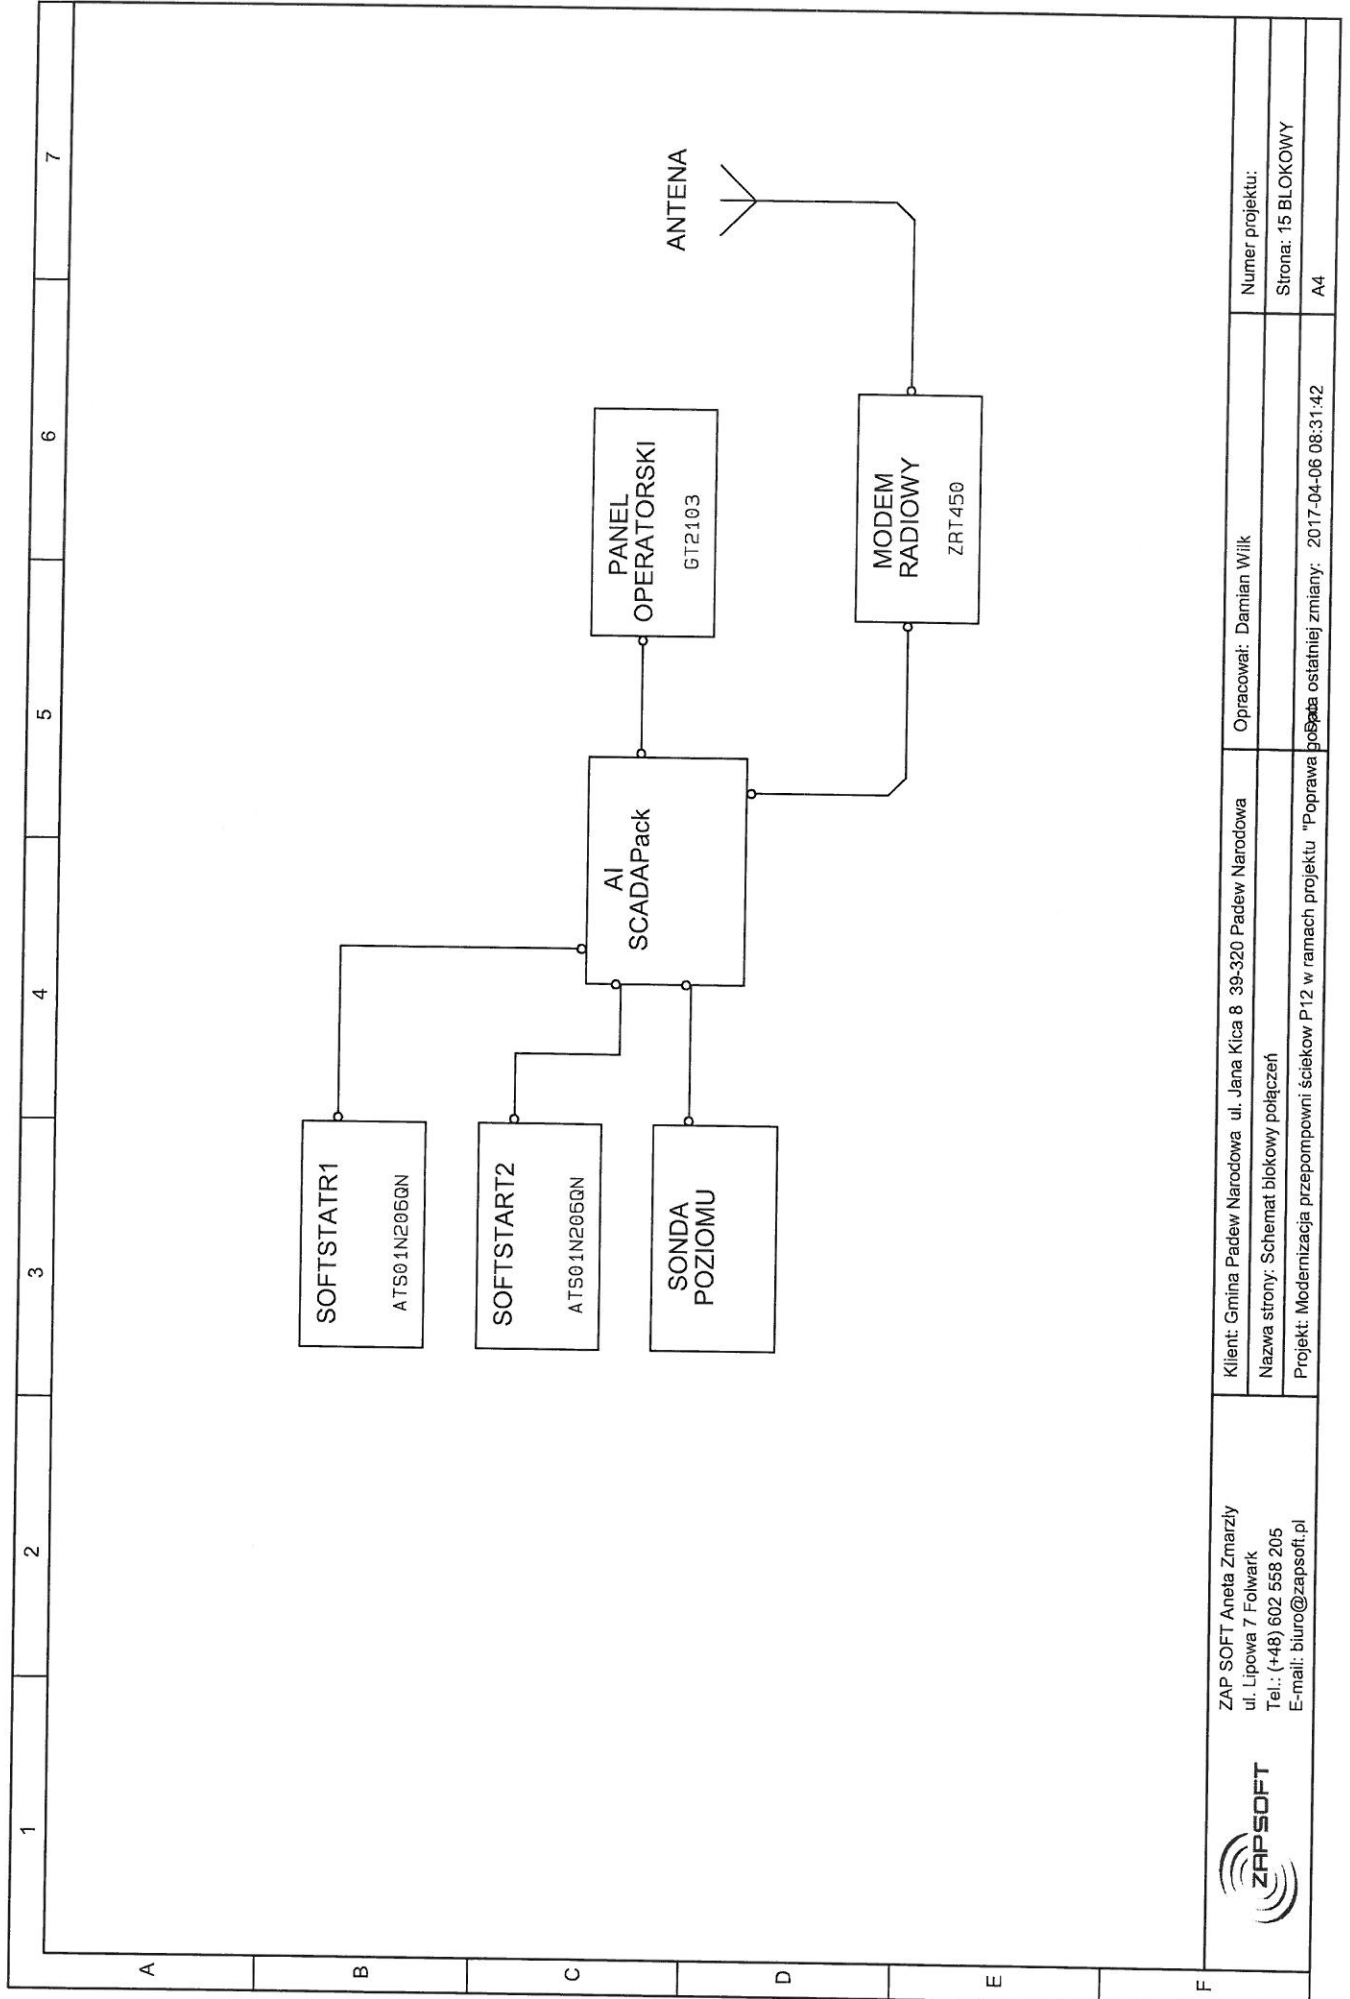 1
2
3
4
5
6
7
A
B
C
D
E
F
SOFTSTATR1
ATS01N206QN
SOFTSTART2
ATS01N206QN
SONDA
POZIOMU
AI
SCADAPack
PANEL
OPERATORSKI
GT2103
MODEM
RADIOWY
ZRT450
ANTENA
ZAPSOFT
ZAP SOFT Aneta Zmarzly
ul. Lipowa 7 Folwark
Tel.: (+48) 602 558 205
E-mail: biuro@zapsoft.pl
Klient: Gmina Padew Narodowa ul. Jana Kica 8 39-320 Padew Narodowa
Opracował: Damian Wilk
Numer projektu:
Nazwa strony: Schemat blokowy połączeń
Strona: 15 BLOKOWY
Projekt: Modernizacja przepompowni ściekow P12 w ramach projektu "Poprawa
ostatniej zmiany: 2017-04-06 08:31:42
A4